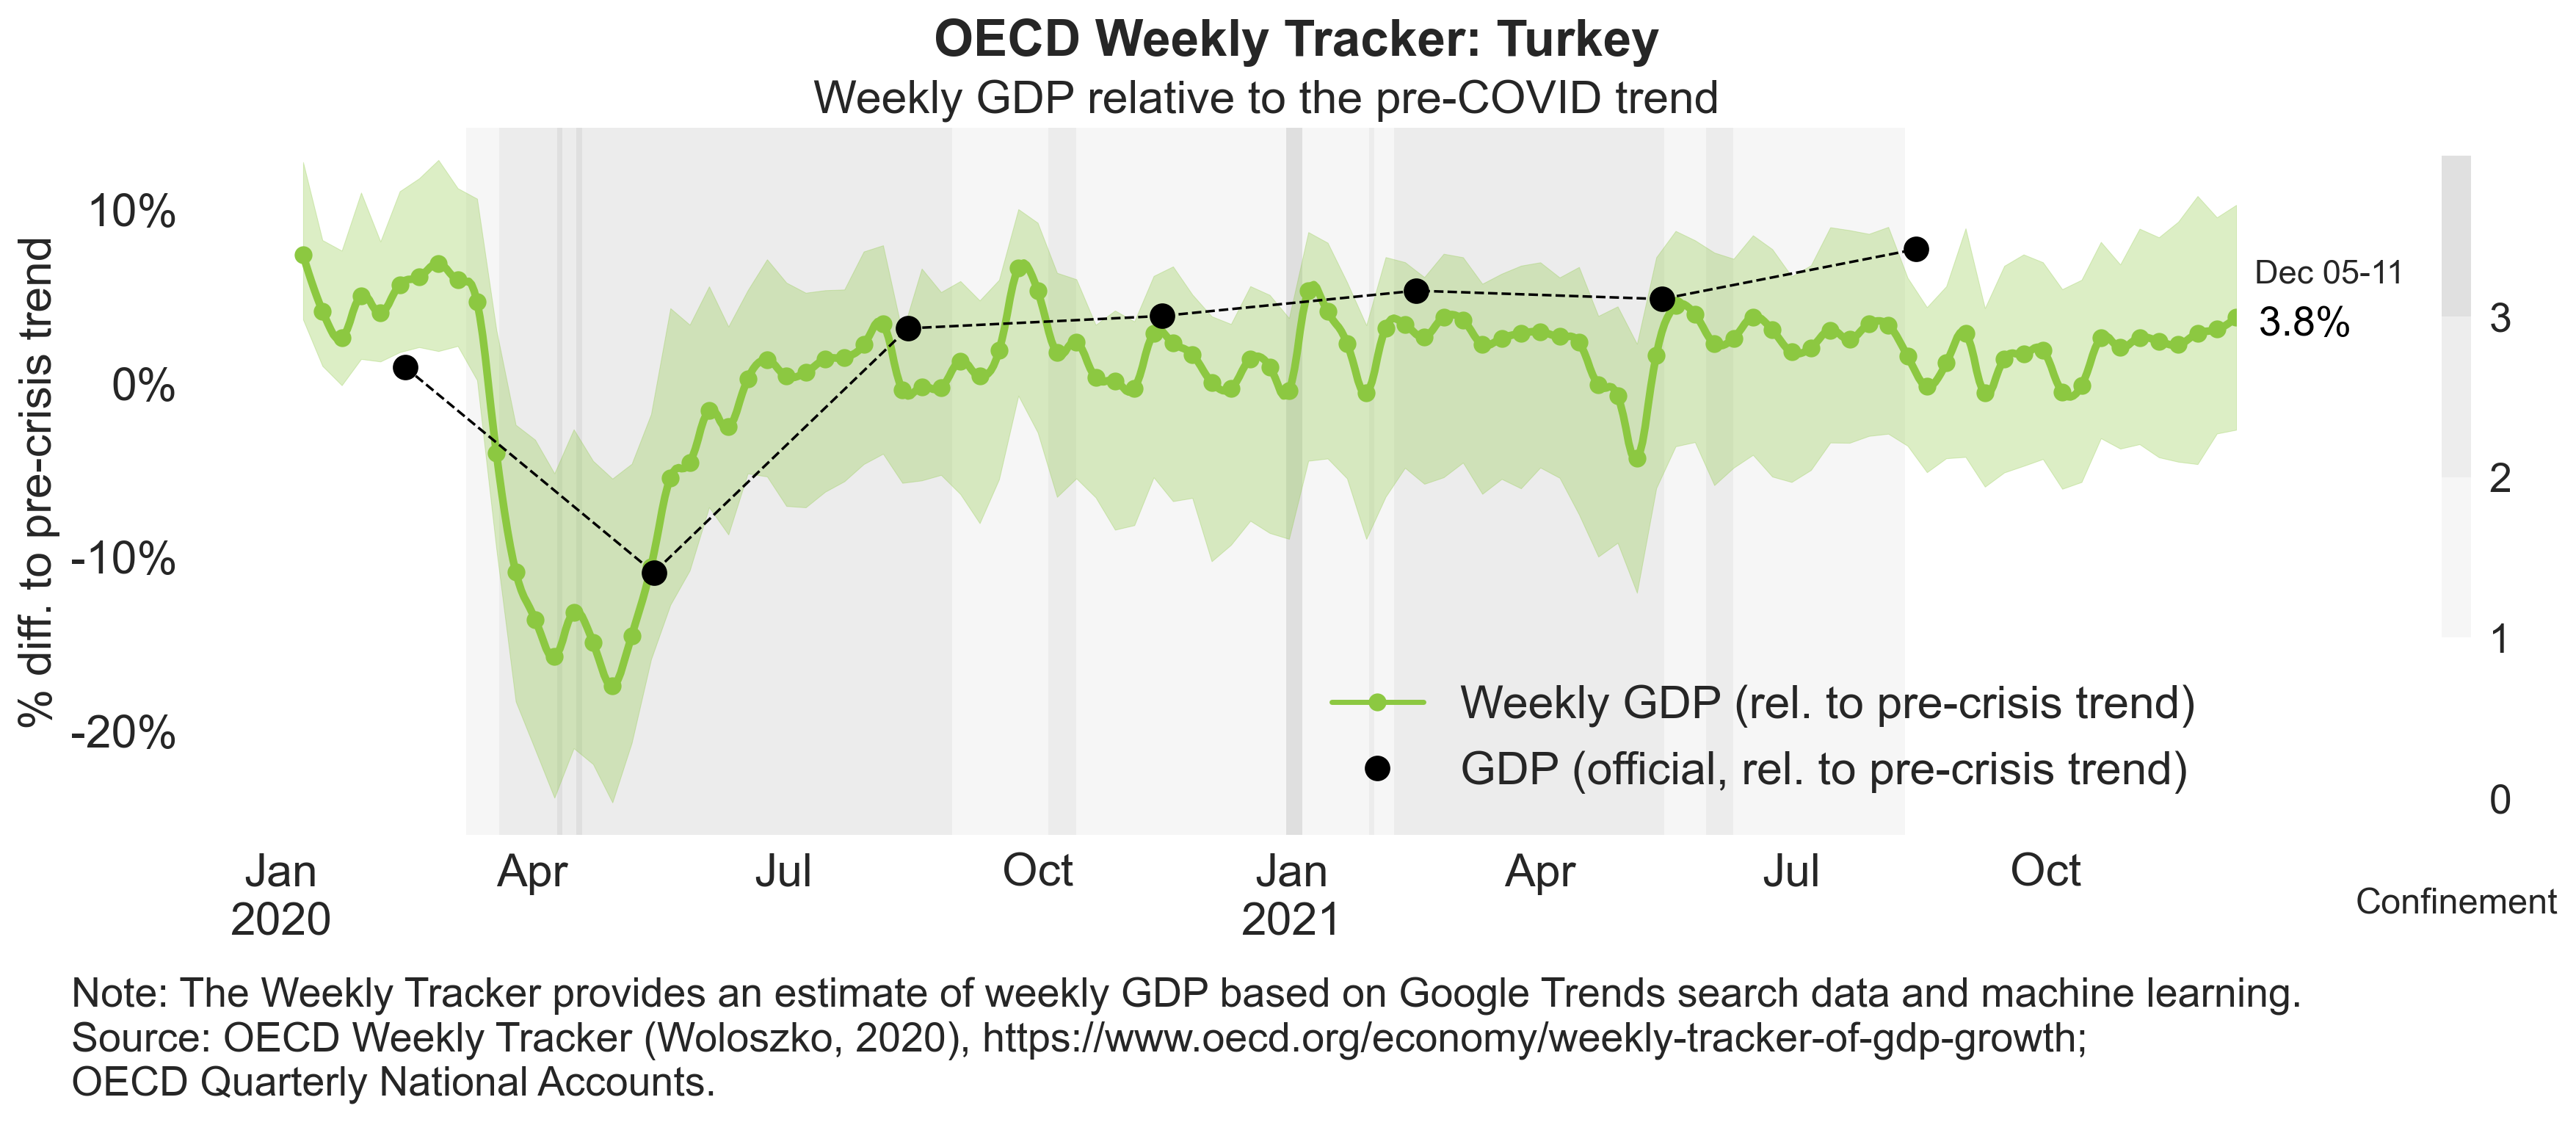 OECD Weekly Tracker: Turkey
Weekly GDP relative to the pre-COVID trend
% diff. to pre-crisis trend
10%
0%
-10%
-20%
Dec 05-11
3.8%
3
2
1
0
Confinement
Weekly GDP (rel. to pre-crisis trend)
GDP (official, rel. to pre-crisis trend)
Jan Apr Jul Oct Jan Apr Jul Oct
2020 2021
Note: The Weekly Tracker provides an estimate of weekly GDP based on Google Trends search data and machine learning.
Source: OECD Weekly Tracker (Woloszko, 2020), https://www.oecd.org/economy/weekly-tracker-of-gdp-growth;
OECD Quarterly National Accounts.